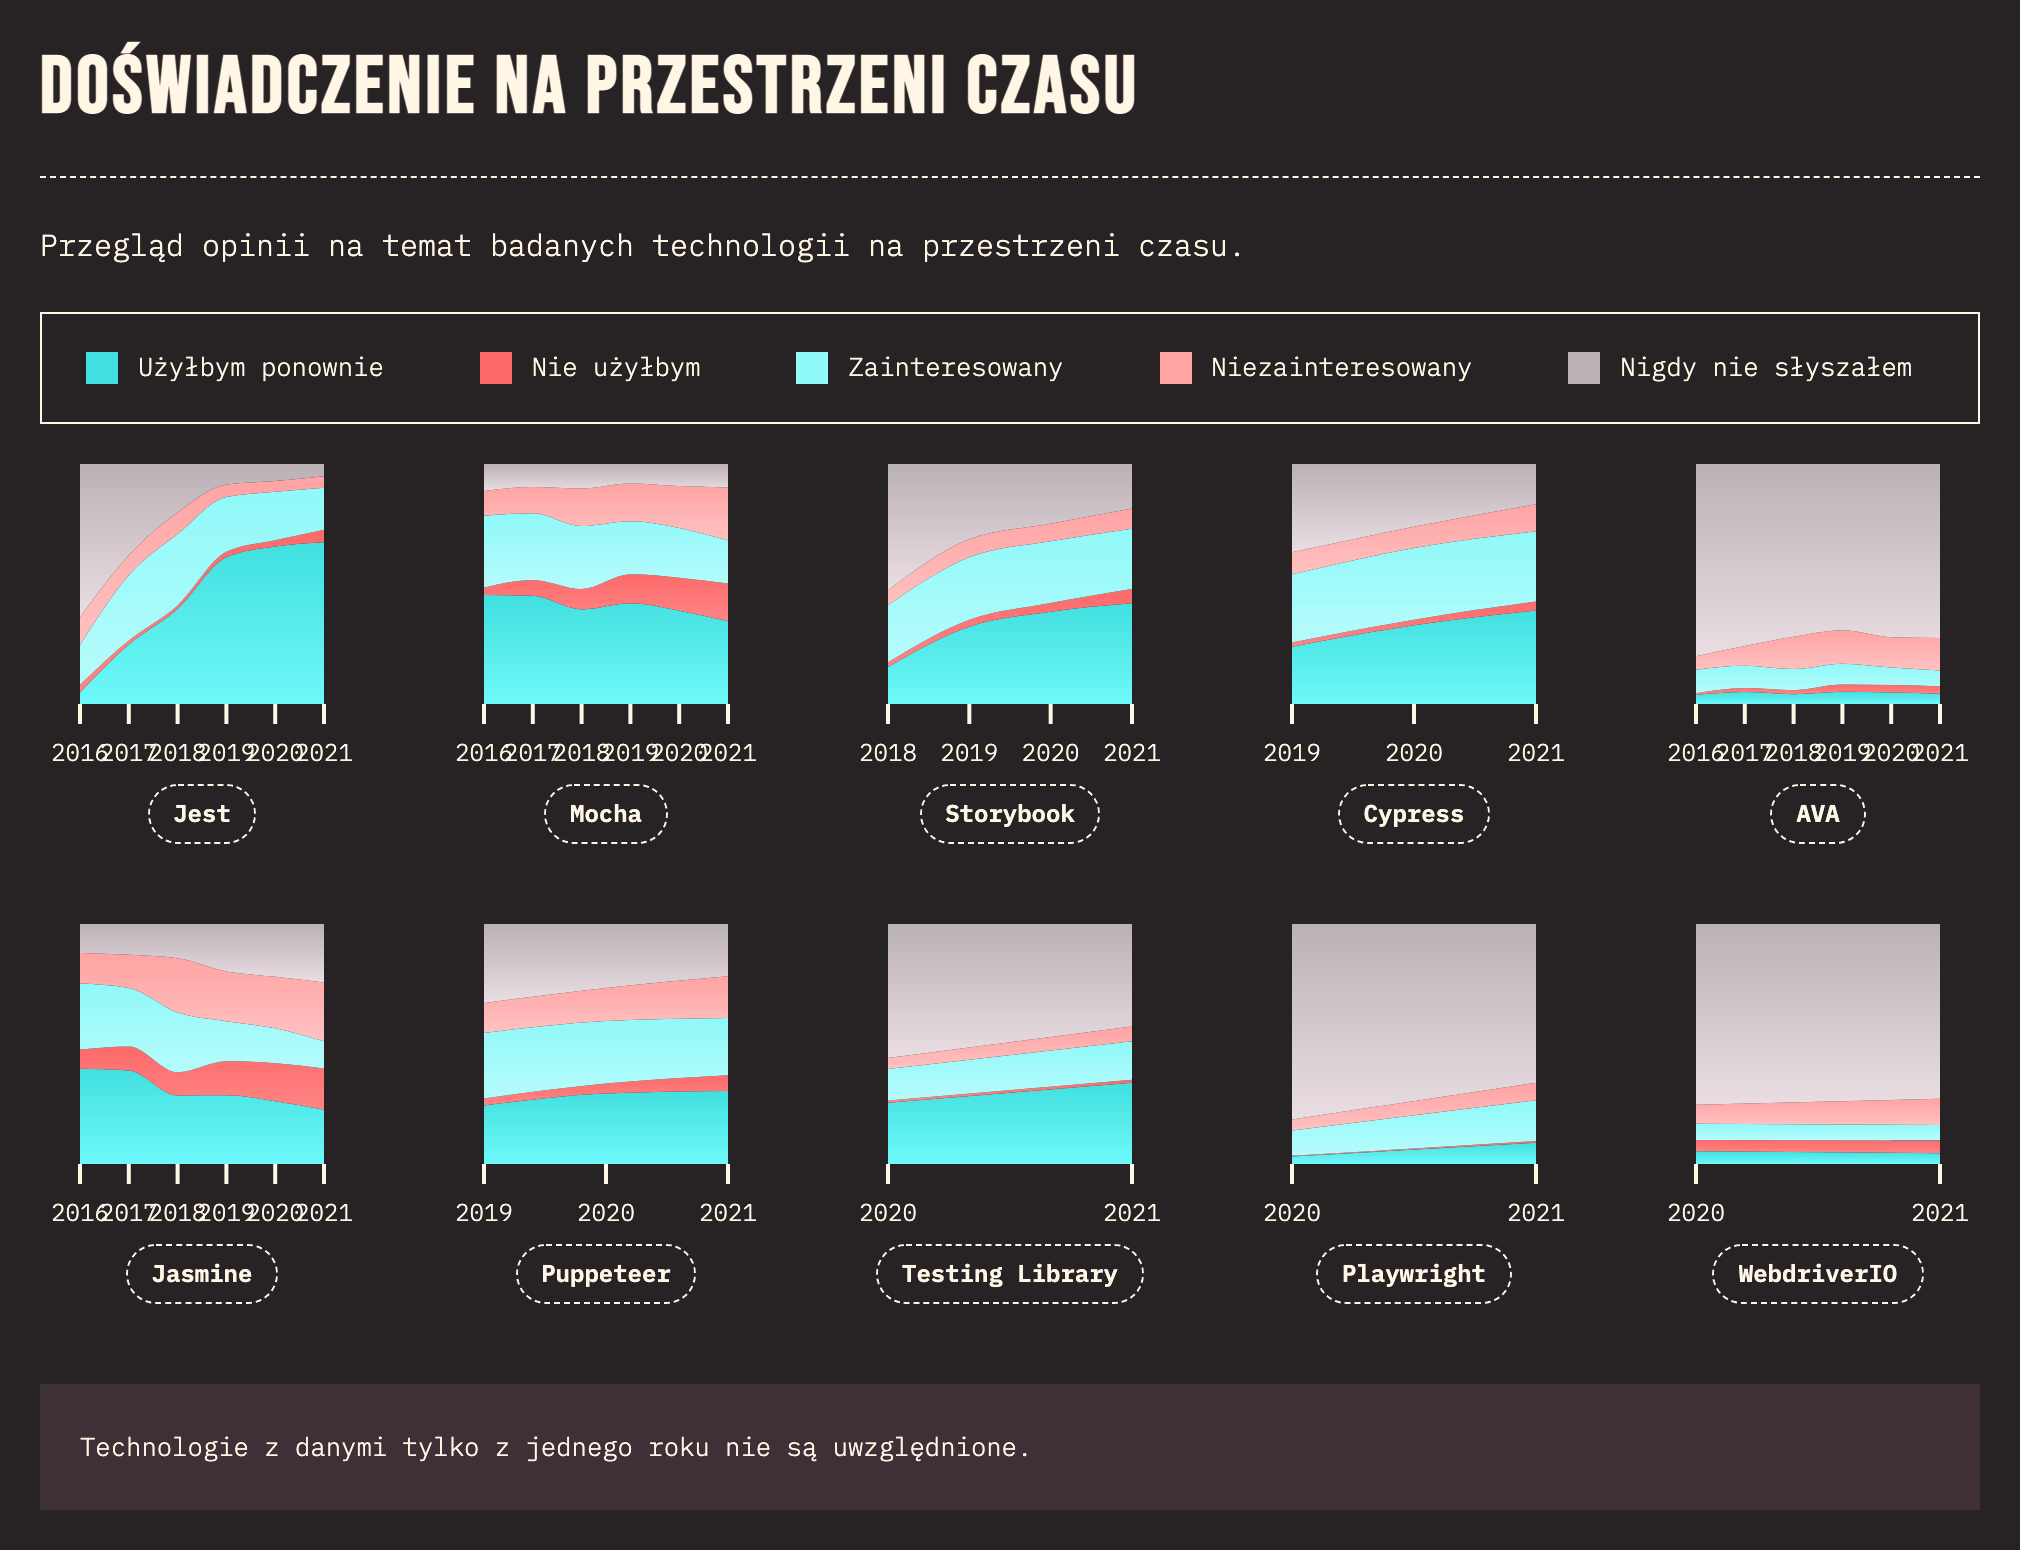 DOŚWIADCZENIE NA PRZESTRZENI CZASU
Przegląd opinii na temat badanych technologii na przestrzeni czasu.
Użyłbym ponownie Nie użyłbym Zainteresowany Niezainteresowany Nigdy nie słyszałem
2016 2017 2018 2019 2020 2021 2016 2017 2018 2019 2020 2021 2018 2019 2020 2021 2019 2020 2021 2016 2017 2018 2019 2020 2021
Jest Mocha Storybook Cypress AVA
2016 2017 2018 2019 2020 2021 2019 2020 2021 2020 2021 2020 2021 2020 2021
Jasmine Puppeteer Testing Library Playwright WebdriverIO
Technologie z danymi tylko z jednego roku nie są uwzględnione.